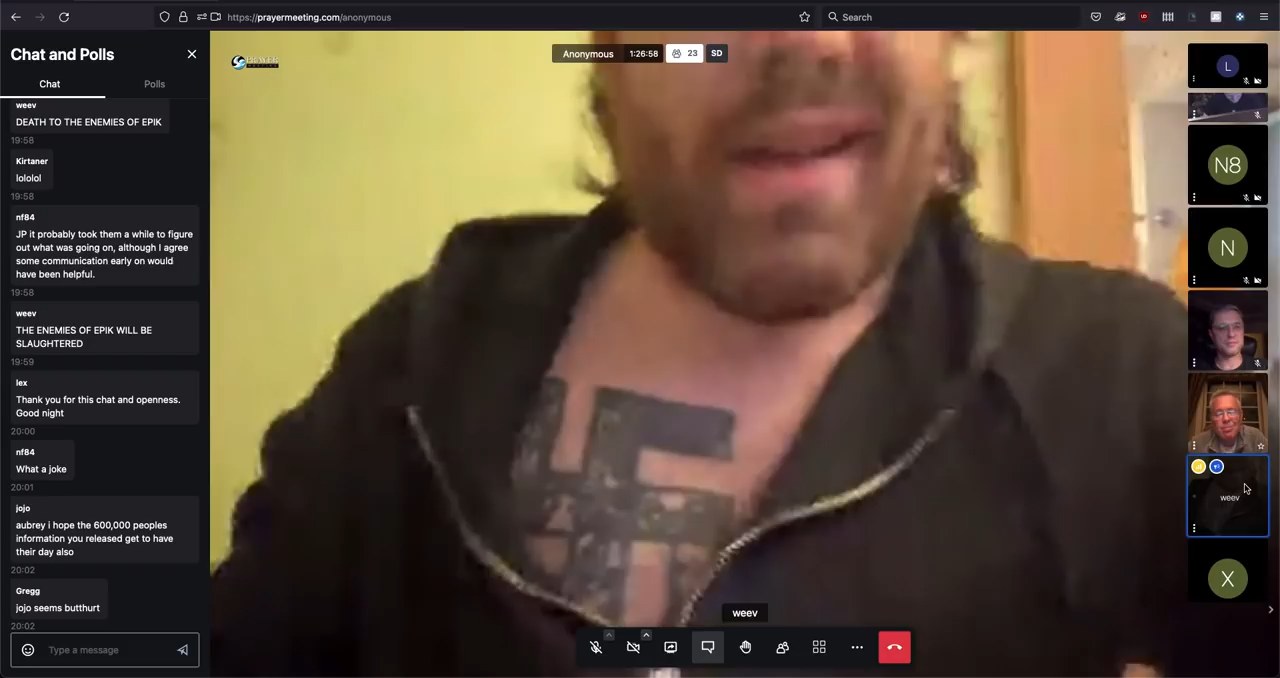 https://prayermeeting.com/anonymous
Search
Chat and Polls
Chat
Polls
weev
DEATH TO THE ENEMIES OF EPIK
19:58
Kirtaner
lololol
19:58
nf84
JP it probably took them a while to figure
out what was going on, although I agree
some communication early on would
have been helpful.
19:58
weev
THE ENEMIES OF EPIK WILL BE
SLAUGHTERED
19:59
lex
Thank you for this chat and openness.
Good night
20:00
nf84
What a joke
20:01
jojo
aubrey i hope the 600,000 peoples
information you released get to have
their day also
20:02
Gregg
jojo seems butthurt
20:02
Type a message
PRAYER
Anonymous
1:26:58
23
SD
weev
L
N8
N
weev
X